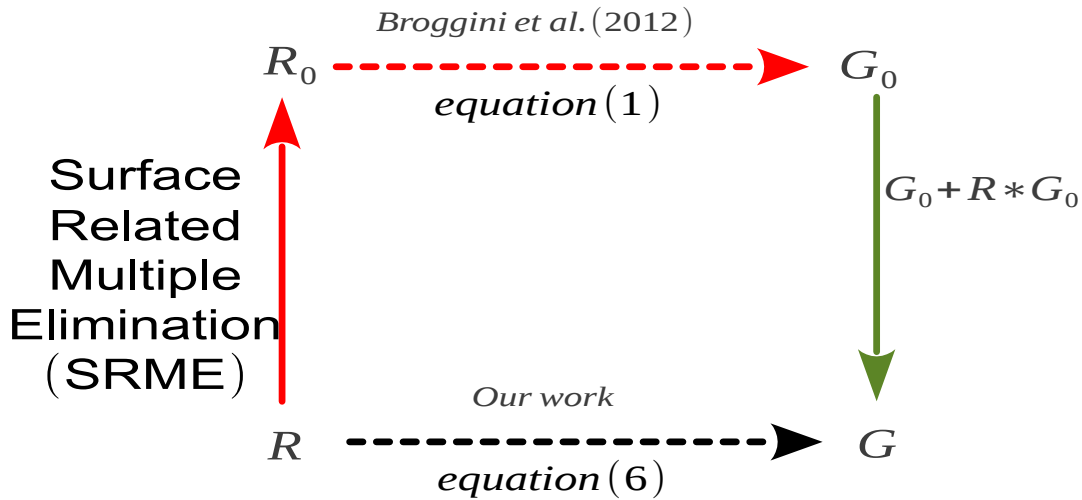 Broggini et al. (2012)
R₀
G₀
equation (1)
Surface
Related
Multiple
Elimination
(SRME)
G₀+R∗G₀
Our work
R
G
equation (6)